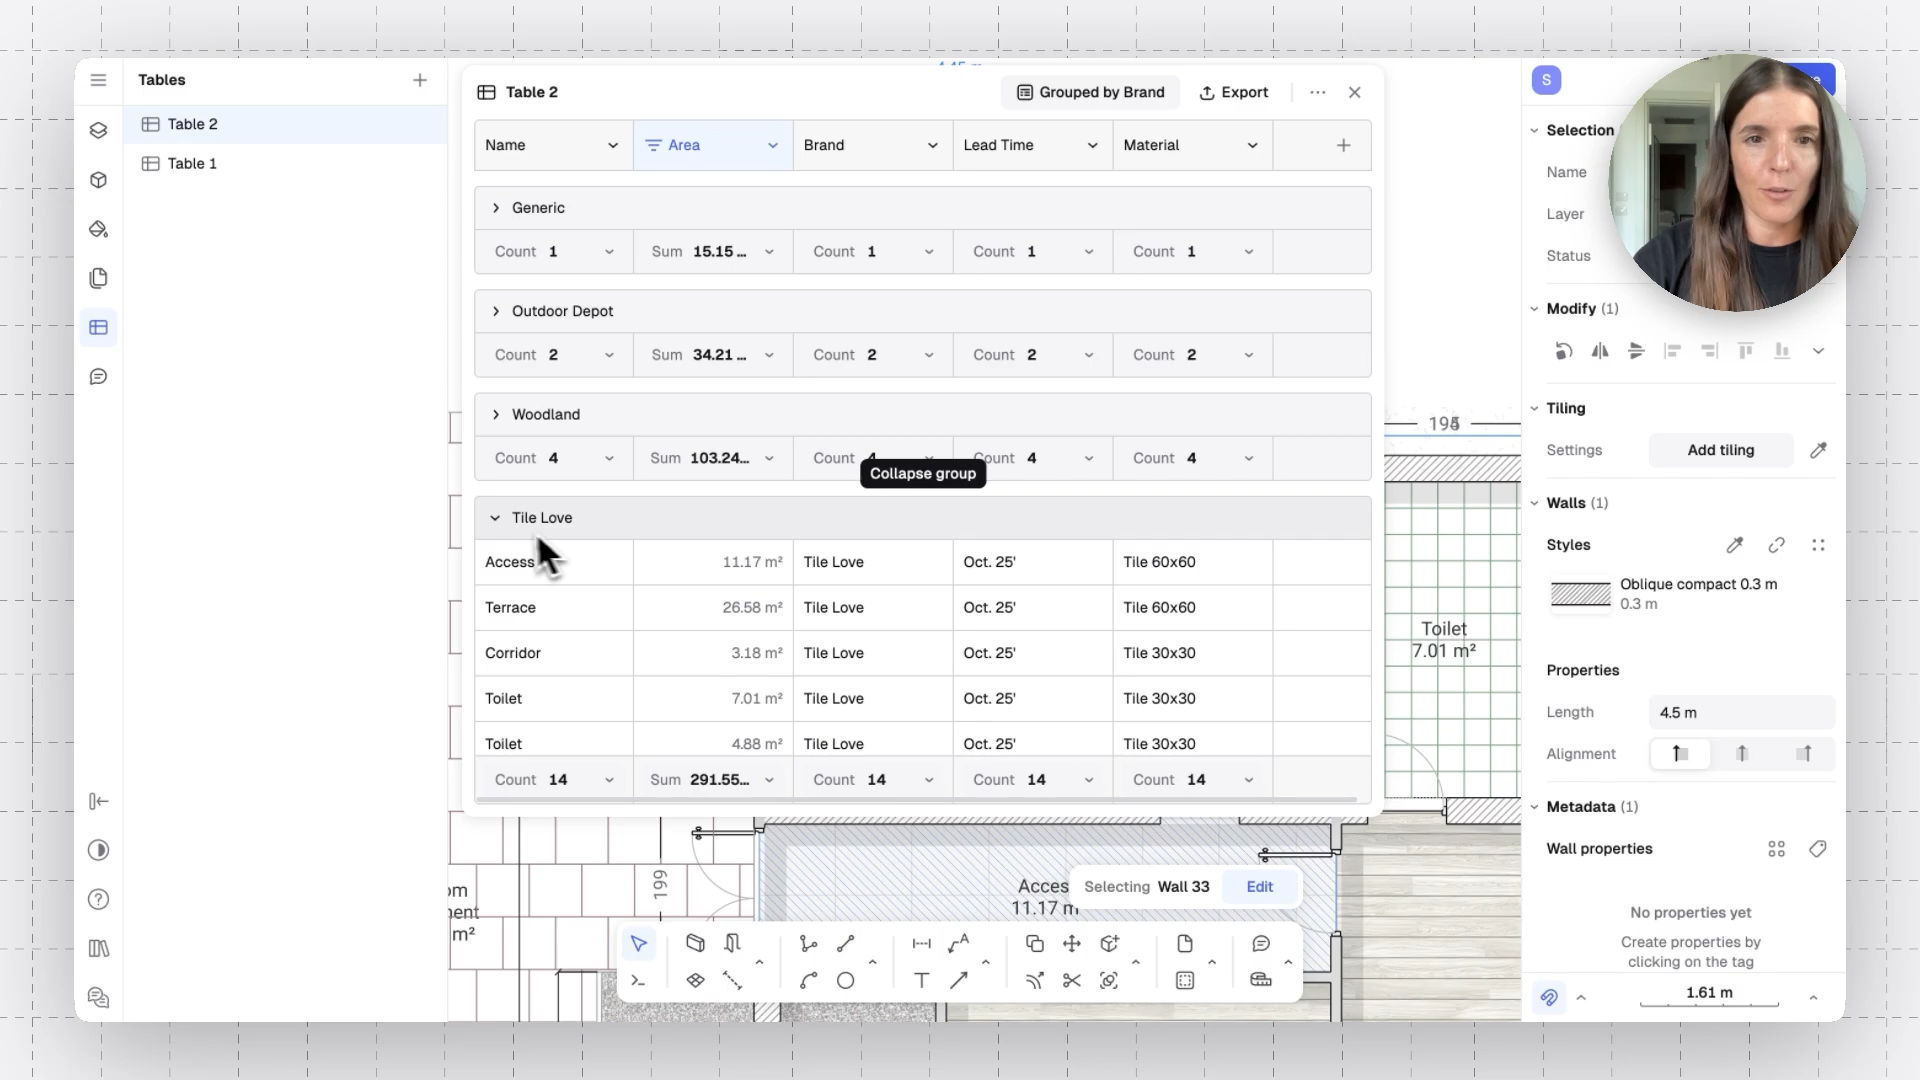 Tables
Table 2
Table 1
Table 2
Grouped by Brand
Export
Name Area Brand Lead Time Material
Generic
Count 1 Sum 15.15 ... Count 1 Count 1 Count 1
Outdoor Depot
Count 2 Sum 34.21 ... Count 2 Count 2 Count 2
Woodland
Count 4 Sum 103.24... Count 4 Count 4 Count 4
Collapse group
Tile Love
Access 11.17 m² Tile Love Oct. 25' Tile 60x60
Terrace 26.58 m² Tile Love Oct. 25' Tile 60x60
Corridor 3.18 m² Tile Love Oct. 25' Tile 30x30
Toilet 7.01 m² Tile Love Oct. 25' Tile 30x30
Toilet 4.88 m² Tile Love Oct. 25' Tile 30x30
Count 14 Sum 291.55... Count 14 Count 14 Count 14
Toilet
7.01 m²
199
Acces
11.17 m
m²
Selecting Wall 33 Edit
S
Selection
Name
Layer
Status
Modify (1)
Tiling
Settings Add tiling
Walls (1)
Styles
Oblique compact 0.3 m
0.3 m
Properties
Length 4.5 m
Alignment
Metadata (1)
Wall properties
No properties yet
Create properties by
clicking on the tag
1.61 m